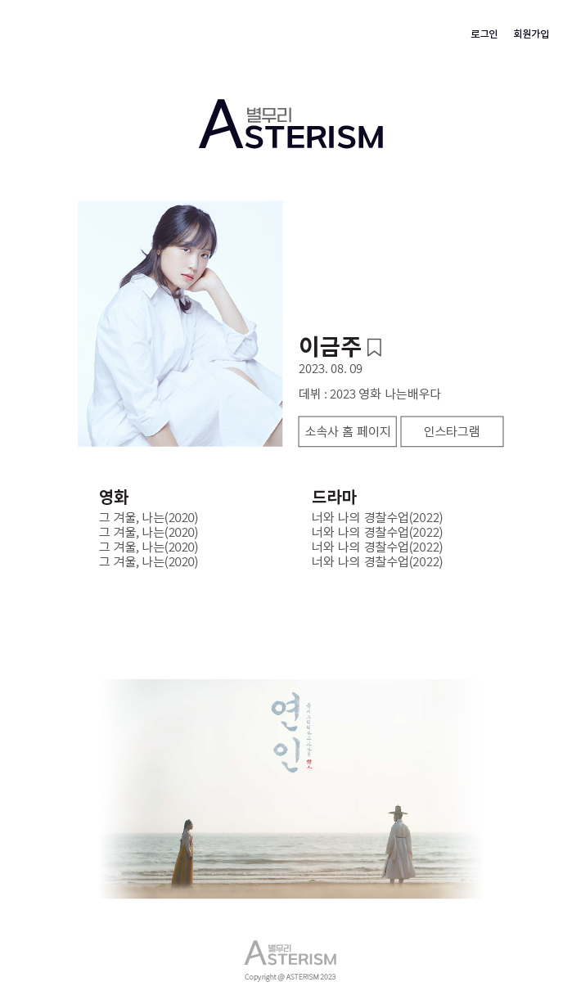 로그인 회원가입
별무리
ASTERISM
이금주
2023. 08. 09
데뷔 : 2023 영화 나는배우다
소속사 홈 페이지 인스타그램
영화 드라마
그 겨울, 나는(2020) 너와 나의 경찰수업(2022)
그 겨울, 나는(2020) 너와 나의 경찰수업(2022)
그 겨울, 나는(2020) 너와 나의 경찰수업(2022)
그 겨울, 나는(2020) 너와 나의 경찰수업(2022)
연인
별무리
ASTERISM
Copyright @ ASTERISM 2023